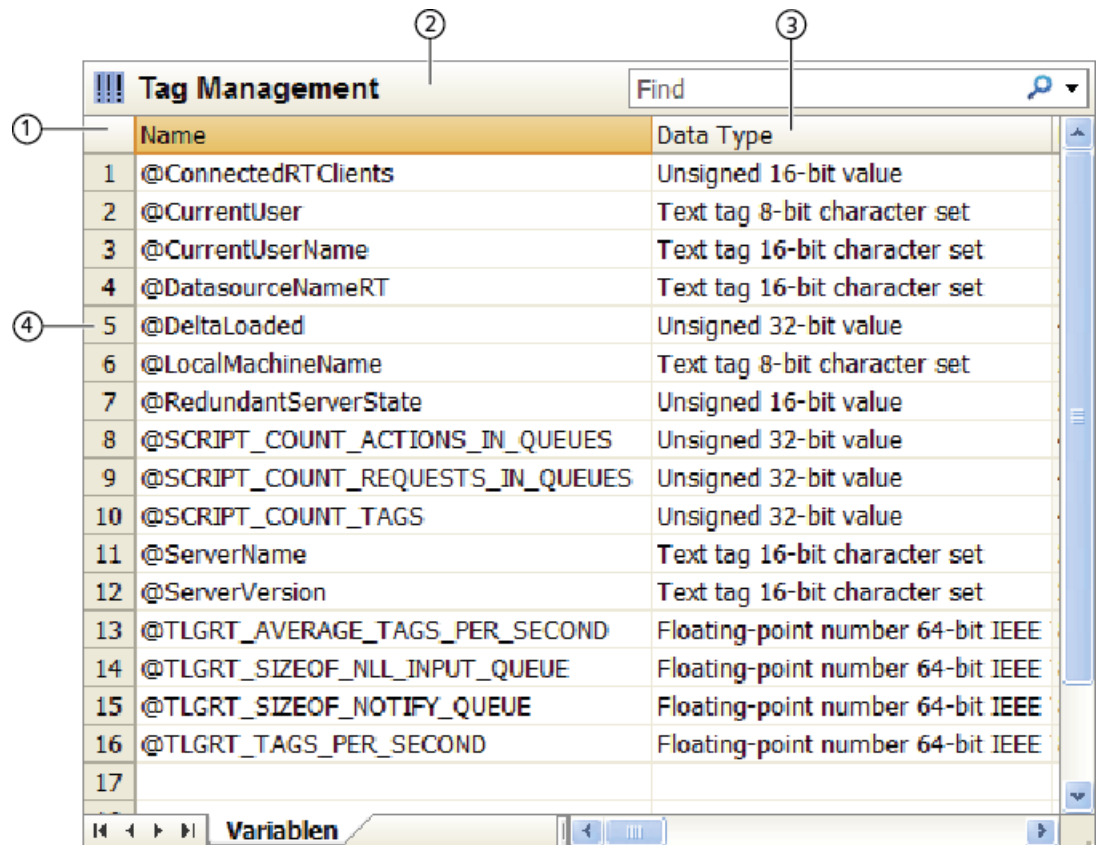 ② ③
!!! Tag Management Find
① Name Data Type
1 @ConnectedRTClients Unsigned 16-bit value
2 @CurrentUser Text tag 8-bit character set
3 @CurrentUserName Text tag 16-bit character set
4 @DatasourceNameRT Text tag 16-bit character set
④ 5 @DeltaLoaded Unsigned 32-bit value
6 @LocalMachineName Text tag 8-bit character set
7 @RedundantServerState Unsigned 16-bit value
8 @SCRIPT_COUNT_ACTIONS_IN_QUEUES Unsigned 32-bit value
9 @SCRIPT_COUNT_REQUESTS_IN_QUEUES Unsigned 32-bit value
10 @SCRIPT_COUNT_TAGS Unsigned 32-bit value
11 @ServerName Text tag 16-bit character set
12 @ServerVersion Text tag 16-bit character set
13 @TLGRT_AVERAGE_TAGS_PER_SECOND Floating-point number 64-bit IEEE
14 @TLGRT_SIZEOF_NLL_INPUT_QUEUE Floating-point number 64-bit IEEE
15 @TLGRT_SIZEOF_NOTIFY_QUEUE Floating-point number 64-bit IEEE
16 @TLGRT_TAGS_PER_SECOND Floating-point number 64-bit IEEE
17
Variablen